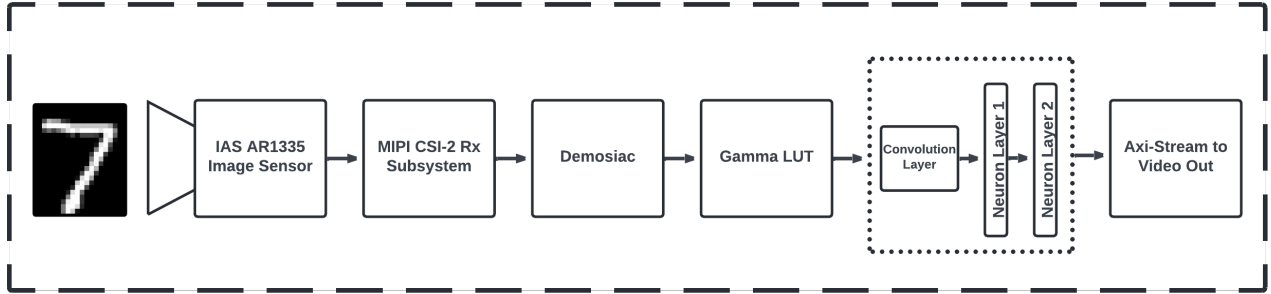 IAS AR1335
Image Sensor
MIPI CSI-2 Rx
Subsystem
Demosiac
Gamma LUT
Convolution
Layer
Neuron Layer 1
Neuron Layer 2
Axi-Stream to
Video Out
7